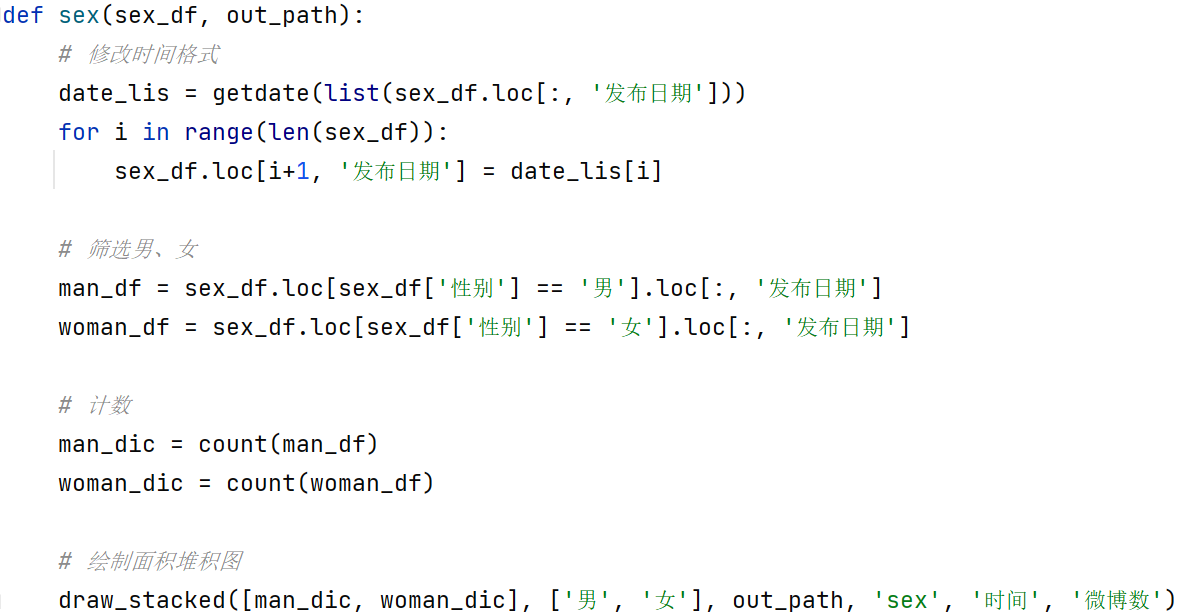 def sex(sex_df, out_path):
    # 修改时间格式
    date_lis = getdate(list(sex_df.loc[:, '发布日期']))
    for i in range(len(sex_df)):
        sex_df.loc[i+1, '发布日期'] = date_lis[i]
    # 筛选男、女
    man_df = sex_df.loc[sex_df['性别'] == '男'].loc[:, '发布日期']
    woman_df = sex_df.loc[sex_df['性别'] == '女'].loc[:, '发布日期']
    # 计数
    man_dic = count(man_df)
    woman_dic = count(woman_df)
    # 绘制面积堆积图
    draw_stacked([man_dic, woman_dic], ['男', '女'], out_path, 'sex', '时间', '微博数')